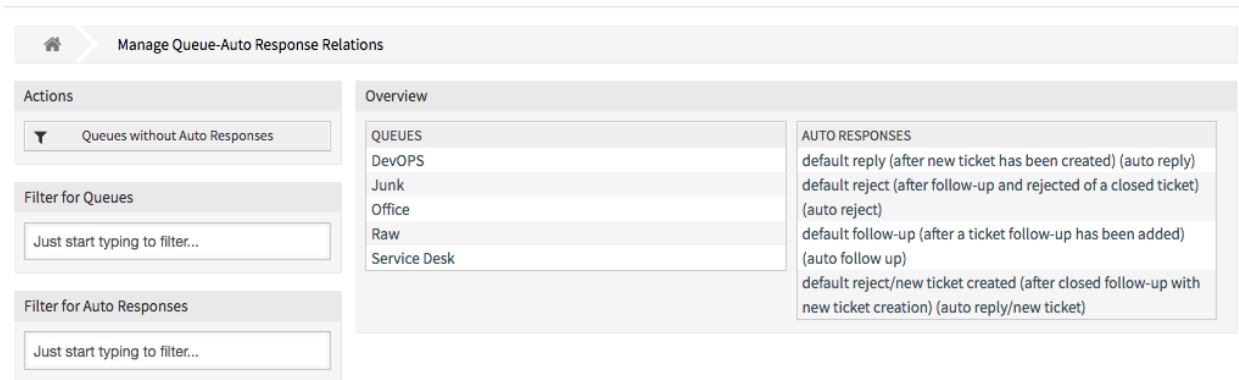 Manage Queue-Auto Response Relations
Actions
Queues without Auto Responses
Filter for Queues
Just start typing to filter...
Filter for Auto Responses
Just start typing to filter...
Overview
QUEUES
DevOPS
Junk
Office
Raw
Service Desk
AUTO RESPONSES
default reply (after new ticket has been created) (auto reply)
default reject (after follow-up and rejected of a closed ticket)
(auto reject)
default follow-up (after a ticket follow-up has been added)
(auto follow up)
default reject/new ticket created (after closed follow-up with
new ticket creation) (auto reply/new ticket)